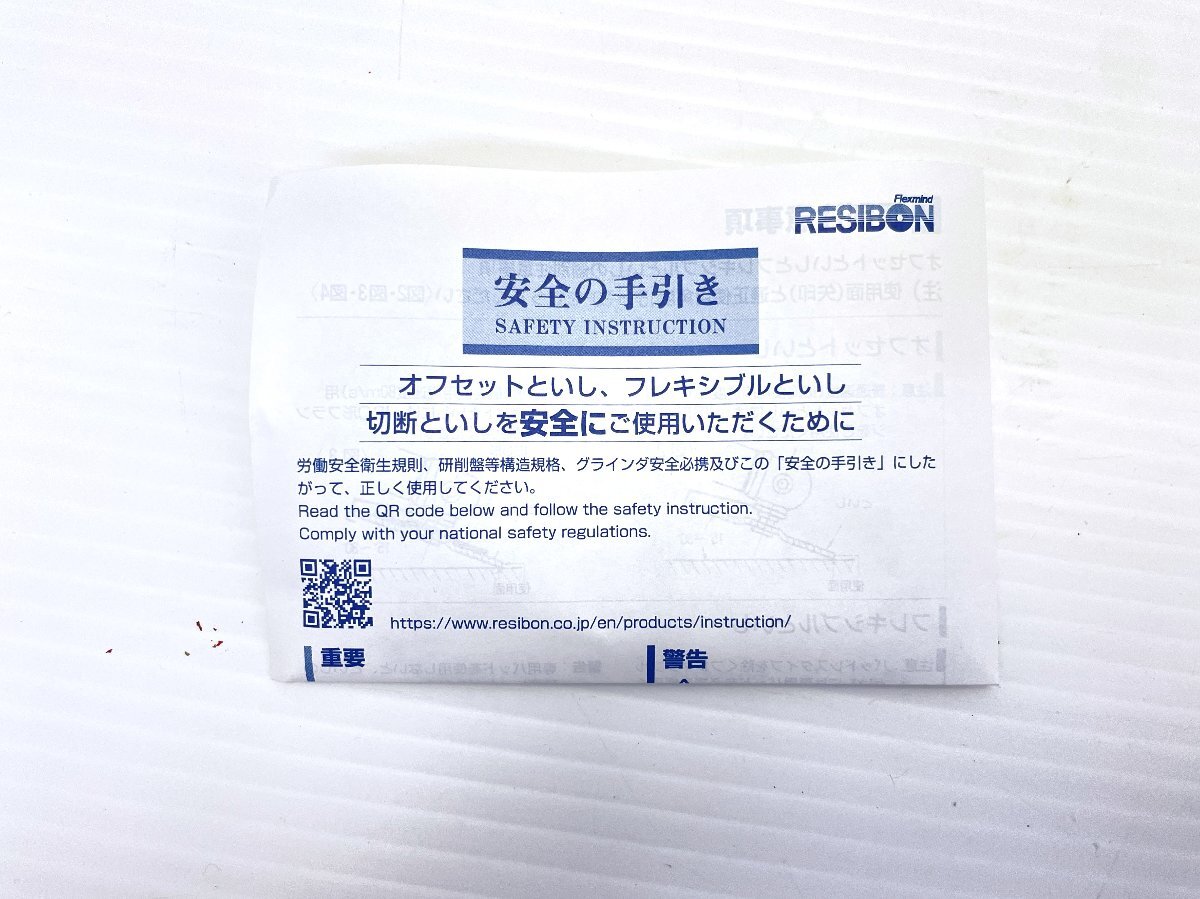 Flexmind
RESIBON
安全の手引き
SAFETY INSTRUCTION
オフセットといし、フレキシブルといし
切断といしを安全にご使用いただくために
労働安全衛生規則、研削盤等構造規格、グラインダ安全必携及びこの「安全の手引き」にした
がって、正しく使用してください。
Read the QR code below and follow the safety instruction.
Comply with your national safety regulations.
https://www.resibon.co.jp/en/products/instruction/
重要
警告